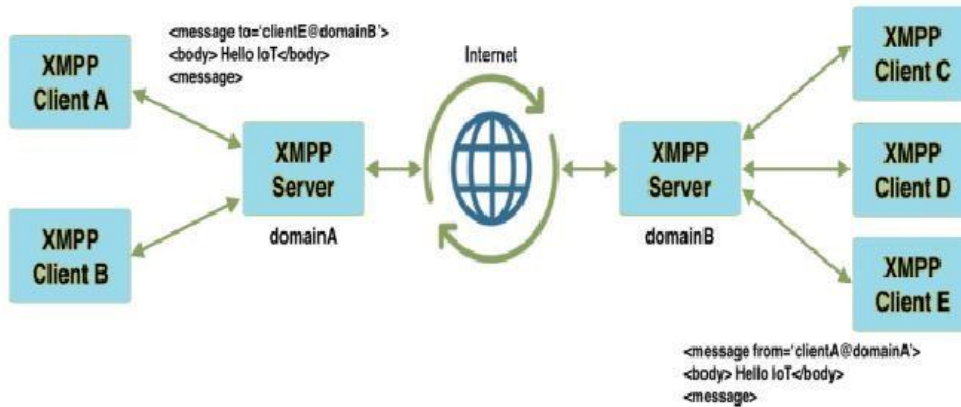 <message to='clientE@domainB'>
<body> Hello IoT</body>
<message>
XMPP
Client A
XMPP
Client B
XMPP
Server
domainA
Internet
XMPP
Server
domainB
XMPP
Client C
XMPP
Client D
XMPP
Client E
<message from='clientA@domainA'>
<body> Hello IoT</body>
<message>